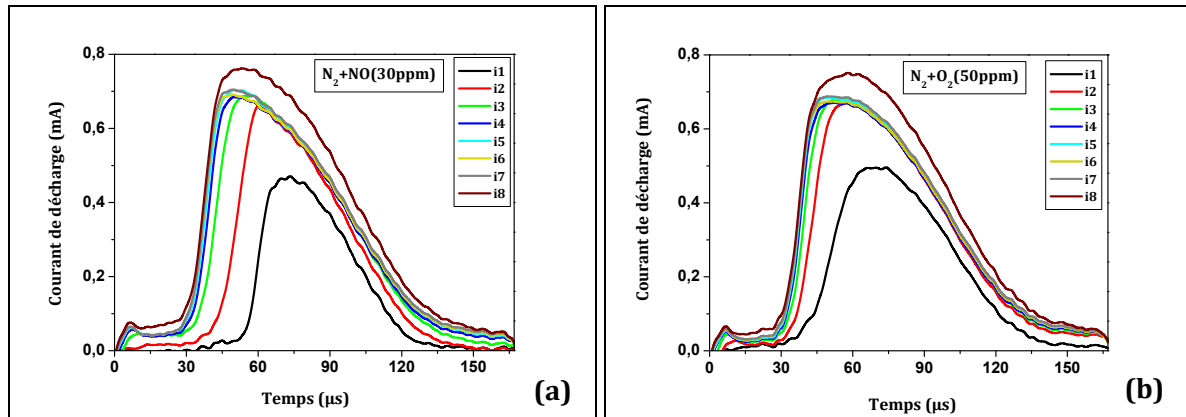 0,8
0,6
0,4
0,2
0,0
Courant de décharge (mA)
0 30 60 90 120 150
Temps (µs)
N2+NO(30ppm)
i1
i2
i3
i4
i5
i6
i7
i8
(a)
0,8
0,6
0,4
0,2
0,0
Courant de décharge (mA)
0 30 60 90 120 150
Temps (µs)
N2+O2(50ppm)
i1
i2
i3
i4
i5
i6
i7
i8
(b)